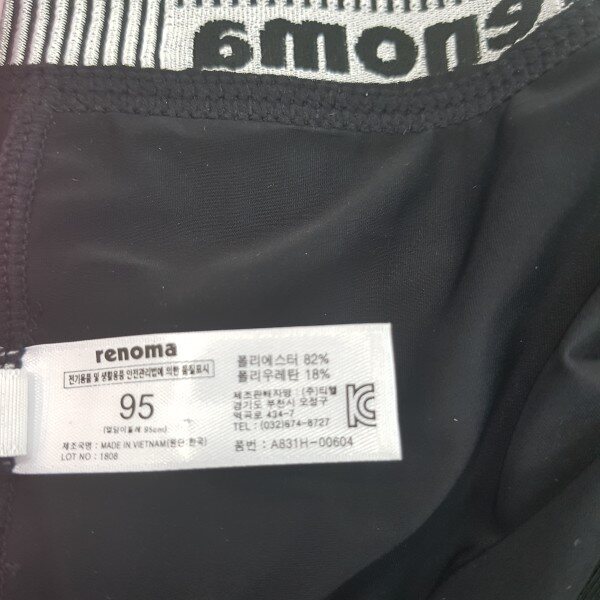 renoma
renoma
전기용품 및 생활용품 안전관리법에 의한 품질표시
95
(엉덩이둘레 95cm)
제조국명 : MADE IN VIETNAM(원단 한국)
LOT NO : 1808
폴리에스터 82%
폴리우레탄 18%
제조판매자명 : (주)티엘
경기도 부천시 오정구
역곡로 434-7
TEL : (032)674-8727
품번 : A831H-00604